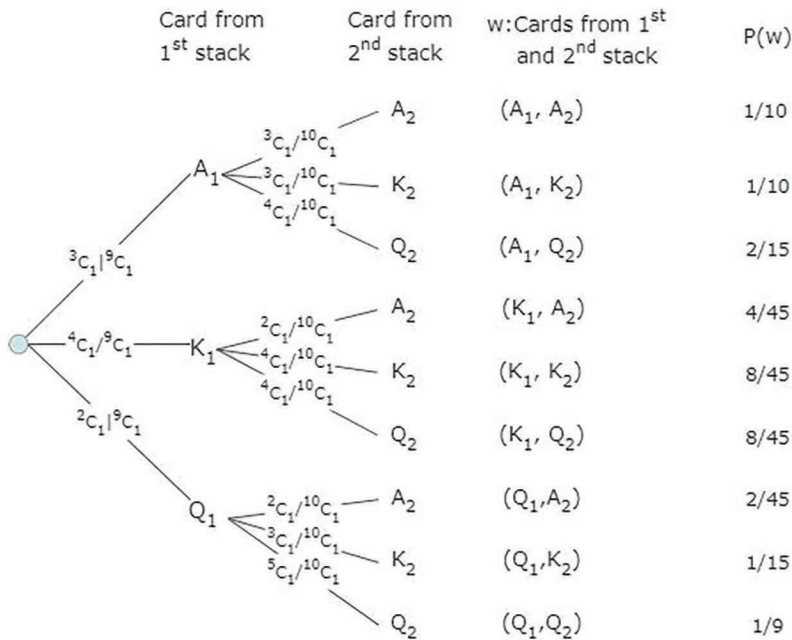 Card from 1ˢᵗ stack
Card from 2ⁿᵈ stack
w:Cards from 1ˢᵗ and 2ⁿᵈ stack
P(w)
³C₁|⁹C₁
A₁
³C₁/¹⁰C₁ A₂ (A₁, A₂) 1/10
³C₁/¹⁰C₁ K₂ (A₁, K₂) 1/10
⁴C₁/¹⁰C₁ Q₂ (A₁, Q₂) 2/15
⁴C₁/⁹C₁ K₁
²C₁/¹⁰C₁ A₂ (K₁, A₂) 4/45
⁴C₁/¹⁰C₁ K₂ (K₁, K₂) 8/45
⁴C₁/¹⁰C₁ Q₂ (K₁, Q₂) 8/45
²C₁|⁹C₁
Q₁
²C₁/¹⁰C₁ A₂ (Q₁,A₂) 2/45
³C₁/¹⁰C₁ K₂ (Q₁,K₂) 1/15
⁵C₁/¹⁰C₁ Q₂ (Q₁,Q₂) 1/9